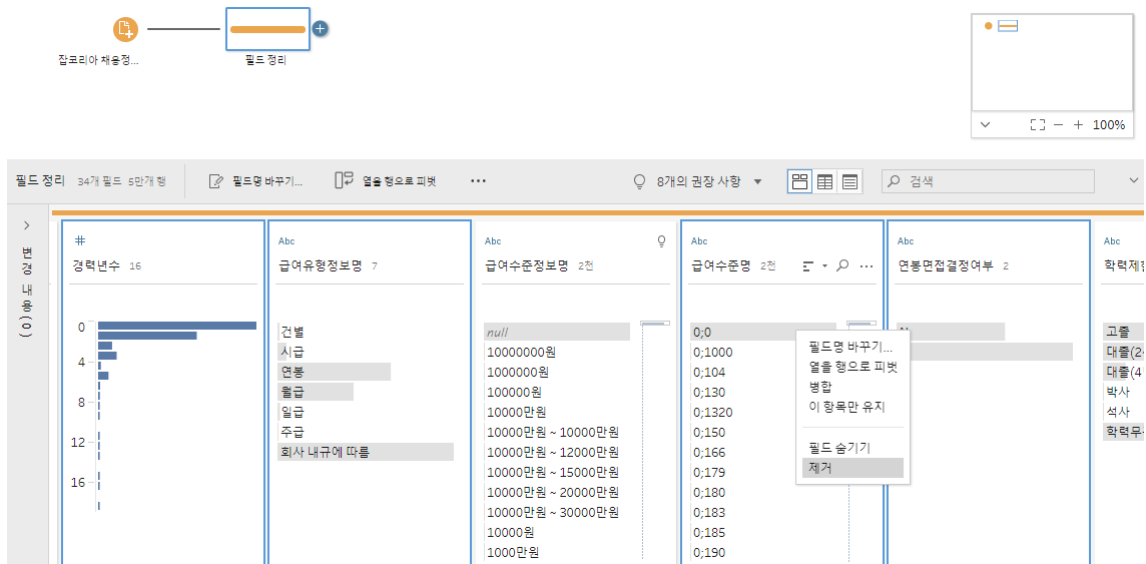 잡코리아 채용정...
필드 정리
100%
필드 정리 34개 필드 5만개 행
필드명 바꾸기...
열을 행으로 피벗
...
8개의 권장 사항
검색
변경 내용 (0)
#
경력년수 16
0
4
8
12
16
Abc
급여유형정보명 7
건별
시급
연봉
월급
일급
주급
회사 내규에 따름
Abc
급여수준정보명 2천
null
10000000원
1000000원
100000원
10000만원
10000만원 ~ 10000만원
10000만원 ~ 12000만원
10000만원 ~ 15000만원
10000만원 ~ 20000만원
10000만원 ~ 30000만원
10000원
1000만원
Abc
급여수준명 2천
0;0
0;1000
0;104
0;130
0;1320
0;150
0;166
0;179
0;180
0;183
0;185
0;190
필드명 바꾸기...
열을 행으로 피벗
병합
이 항목만 유지
필드 숨기기
제거
Abc
연봉면접결정여부 2
Abc
고졸
박사
석사